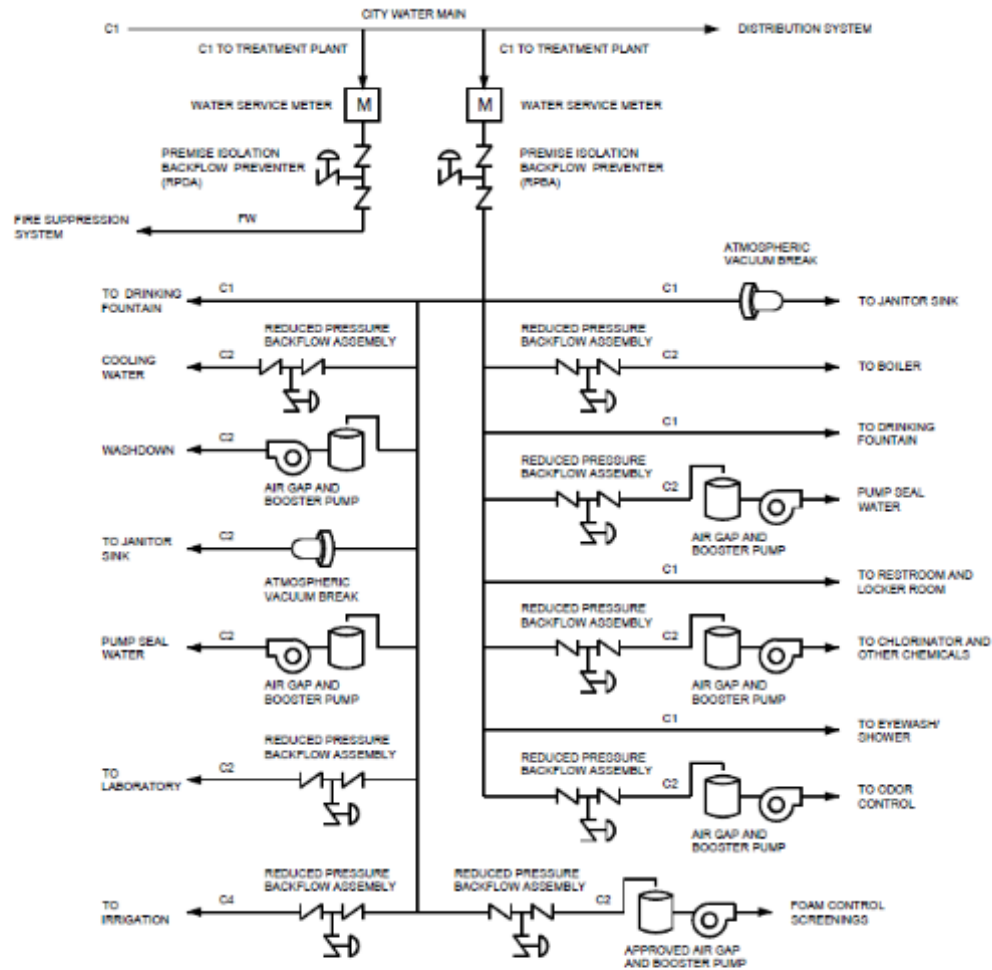 CITY WATER MAIN
C1
DISTRIBUTION SYSTEM
C1 TO TREATMENT PLANT
C1 TO TREATMENT PLANT
WATER SERVICE METER
M
M
WATER SERVICE METER
PREMISE ISOLATION
BACKFLOW PREVENTER
(RPDA)
PREMISE ISOLATION
BACKFLOW PREVENTER
(RPBA)
FIRE SUPPRESSION
SYSTEM
FW
ATMOSPHERIC
VACUUM BREAK
TO DRINKING
FOUNTAIN
C1
C1
TO JANITOR SINK
REDUCED PRESSURE
BACKFLOW ASSEMBLY
REDUCED PRESSURE
BACKFLOW ASSEMBLY
COOLING
WATER
C2
C2
TO BOILER
WASHDOWN
C2
AIR GAP AND
BOOSTER PUMP
C1
TO DRINKING
FOUNTAIN
REDUCED PRESSURE
BACKFLOW ASSEMBLY
C2
PUMP SEAL
WATER
AIR GAP AND
BOOSTER PUMP
TO JANITOR
SINK
C2
ATMOSPHERIC
VACUUM BREAK
C1
TO RESTROOM AND
LOCKER ROOM
PUMP SEAL
WATER
C2
AIR GAP AND
BOOSTER PUMP
REDUCED PRESSURE
BACKFLOW ASSEMBLY
C2
TO CHLORINATOR AND
OTHER CHEMICALS
AIR GAP AND
BOOSTER PUMP
C1
TO EYEWASH/
SHOWER
REDUCED PRESSURE
BACKFLOW ASSEMBLY
TO
LABORATORY
C2
REDUCED PRESSURE
BACKFLOW ASSEMBLY
C2
TO ODOR
CONTROL
AIR GAP AND
BOOSTER PUMP
REDUCED PRESSURE
BACKFLOW ASSEMBLY
REDUCED PRESSURE
BACKFLOW ASSEMBLY
TO
IRRIGATION
C4
C2
FOAM CONTROL
SCREENINGS
APPROVED AIR GAP
AND BOOSTER PUMP